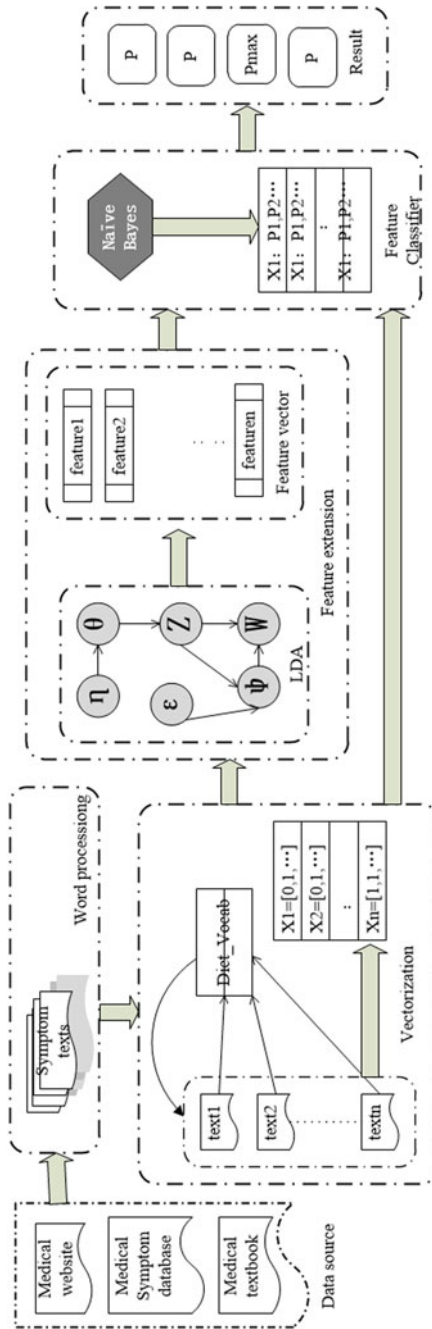 Medical
website
Medical
Symptom
database
Medical
textbook
Data source
Symptom
texts
Word processiong
text1
text2
.........
textn
Dict_Vocab
X1=[0,1,⋯]
X2=[0,1,⋯]
:
Xn=[1,1,⋯]
Vectorization
η
θ
ε
Z
ψ
W
LDA
feature1
feature2
. . . .
featuren
Feature vector
Feature extension
Naïve
Bayes
X1: P1,P2⋯
X1: P1,P2⋯
:
X1: P1,P2⋯
Feature
Classifier
P
P
Pmax
P
Result